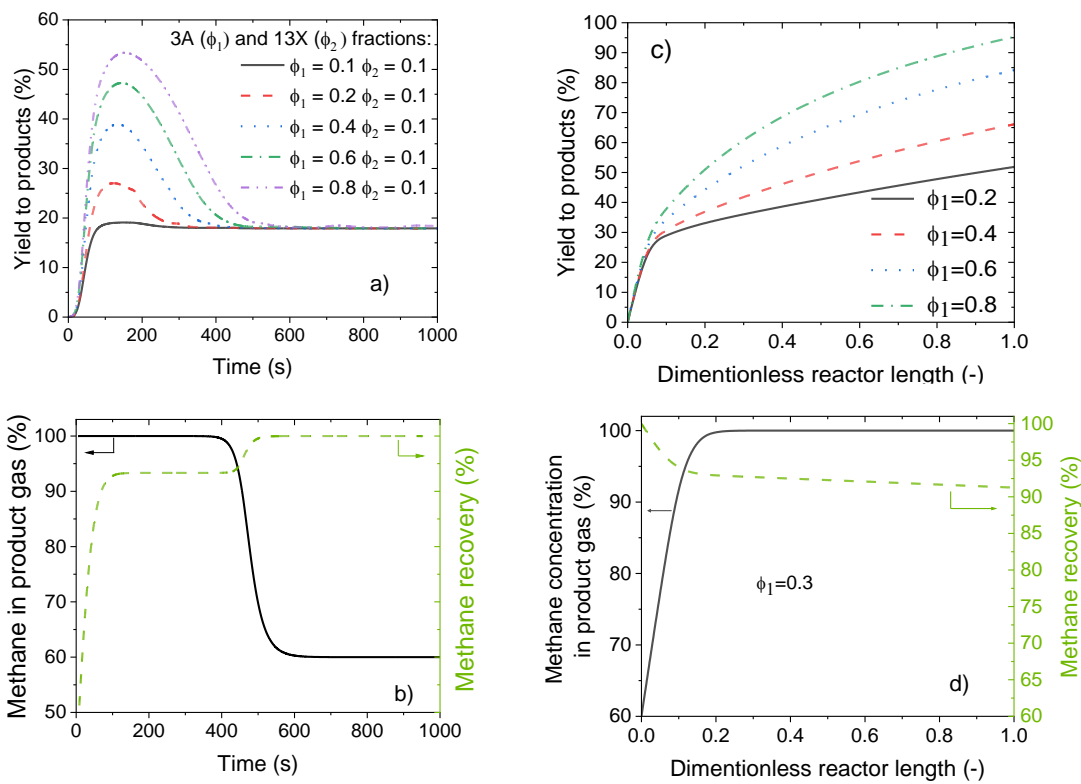 3A (ϕ1) and 13X (ϕ2) fractions:
ϕ1 = 0.1 ϕ2 = 0.1
ϕ1 = 0.2 ϕ2 = 0.1
ϕ1 = 0.4 ϕ2 = 0.1
ϕ1 = 0.6 ϕ2 = 0.1
ϕ1 = 0.8 ϕ2 = 0.1
a)
Yield to products (%)
0
10
20
30
40
50
60
0 200 400 600 800 1000
Time (s)
c)
Yield to products (%)
0
10
20
30
40
50
60
70
80
90
100
ϕ1=0.2
ϕ1=0.4
ϕ1=0.6
ϕ1=0.8
0.0 0.2 0.4 0.6 0.8 1.0
Dimentionless reactor length (-)
Methane in product gas (%)
50
60
70
80
90
100
Methane recovery (%)
b)
0 200 400 600 800 1000
Time (s)
Methane concentration
in product gas (%)
60
70
80
90
100
ϕ1=0.3
d)
60
65
70
75
80
85
90
95
100
Methane recovery (%)
0.0 0.2 0.4 0.6 0.8 1.0
Dimentionless reactor length (-)